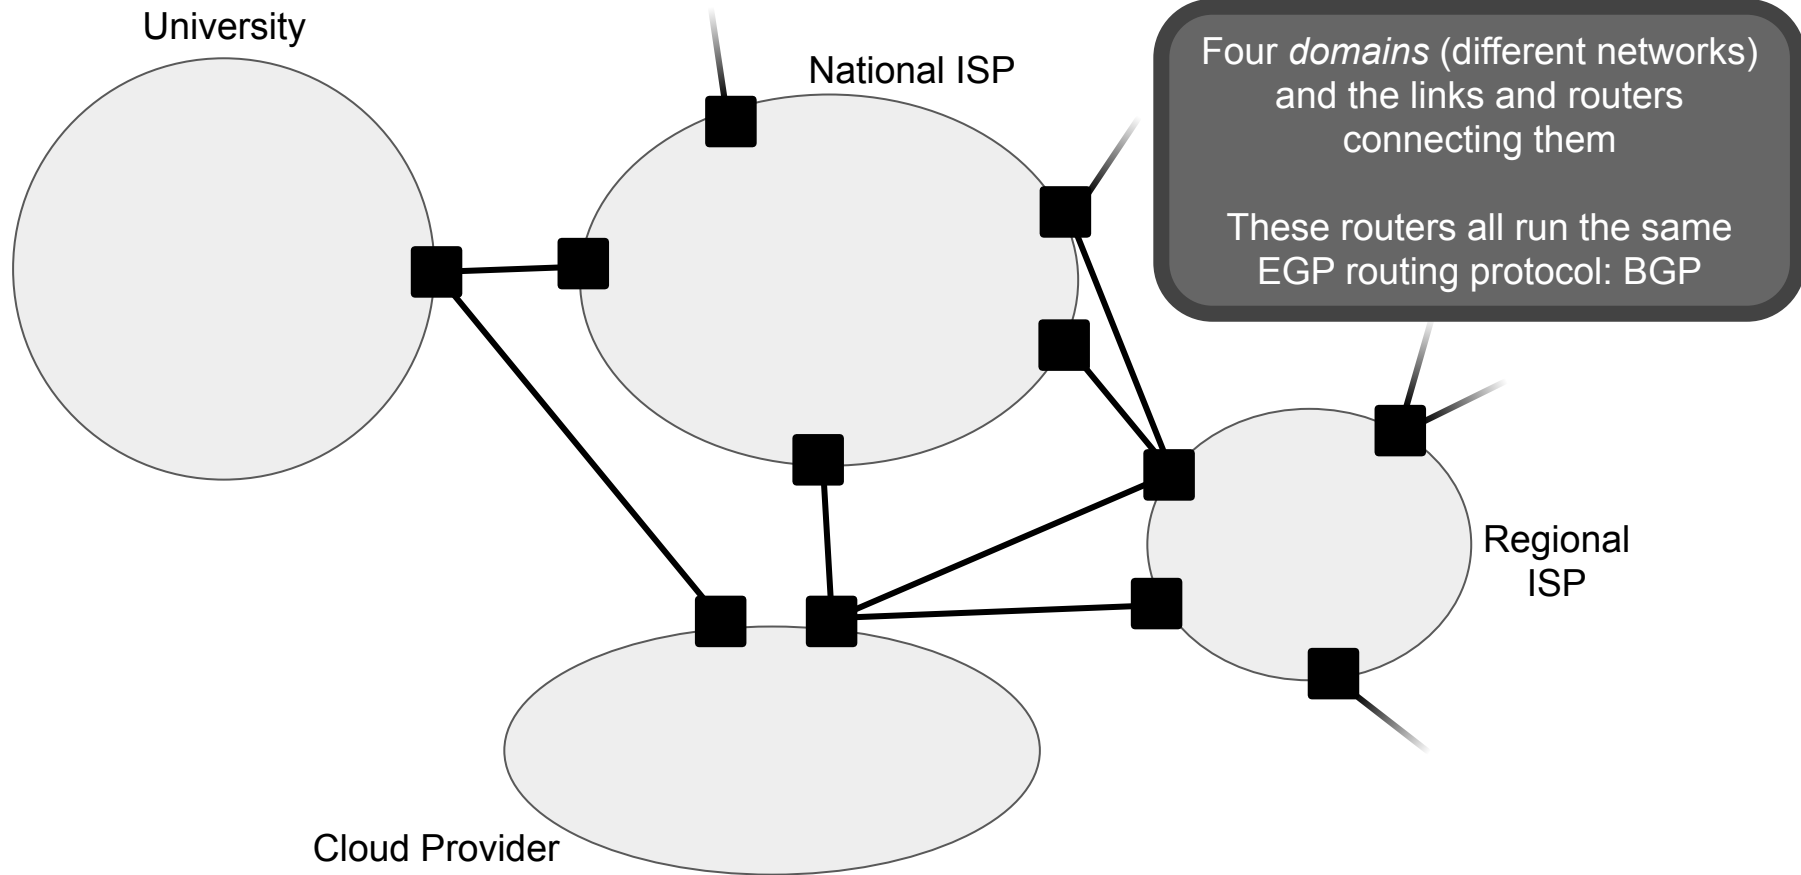 University
National ISP
Four domains (different networks)
and the links and routers
connecting them
These routers all run the same
EGP routing protocol: BGP
Regional
ISP
Cloud Provider